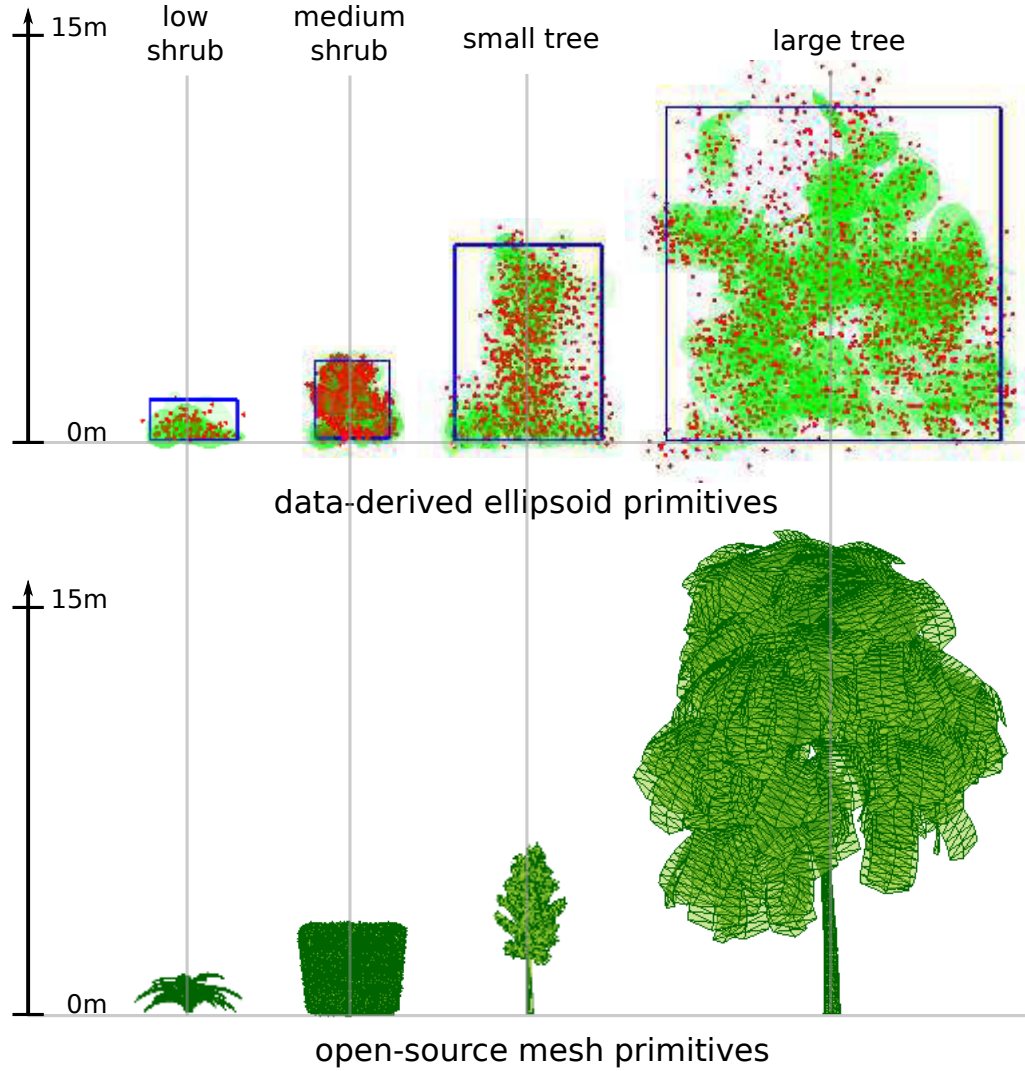 low
shrub
medium
shrub
small tree
large tree
15m
0m
data-derived ellipsoid primitives
15m
0m
open-source mesh primitives